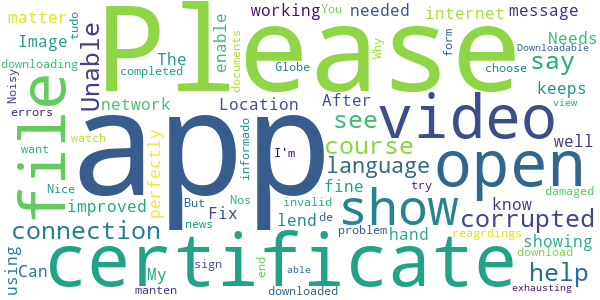 working
You
needed
internet
message
matter
tudo
Please
Why
form
Needs
Image
downloading
The
completed
enable
documents
Globe
choose
Downloadable
say
Unable
Noisy
errors
file
network
Location
After
see
video
keeps
view
want
watch
app
course
well
Nice
perfectly
informado
I'm
language
open
damaged
My
But
Nos
fine
try
improved
Fix
news
lend
invalid
de
show
know
corrupted
connection
problem
hand
reagrdings
showing
using
Can
certificate
download
help
sign
end
able
manten
downloaded
exhausting